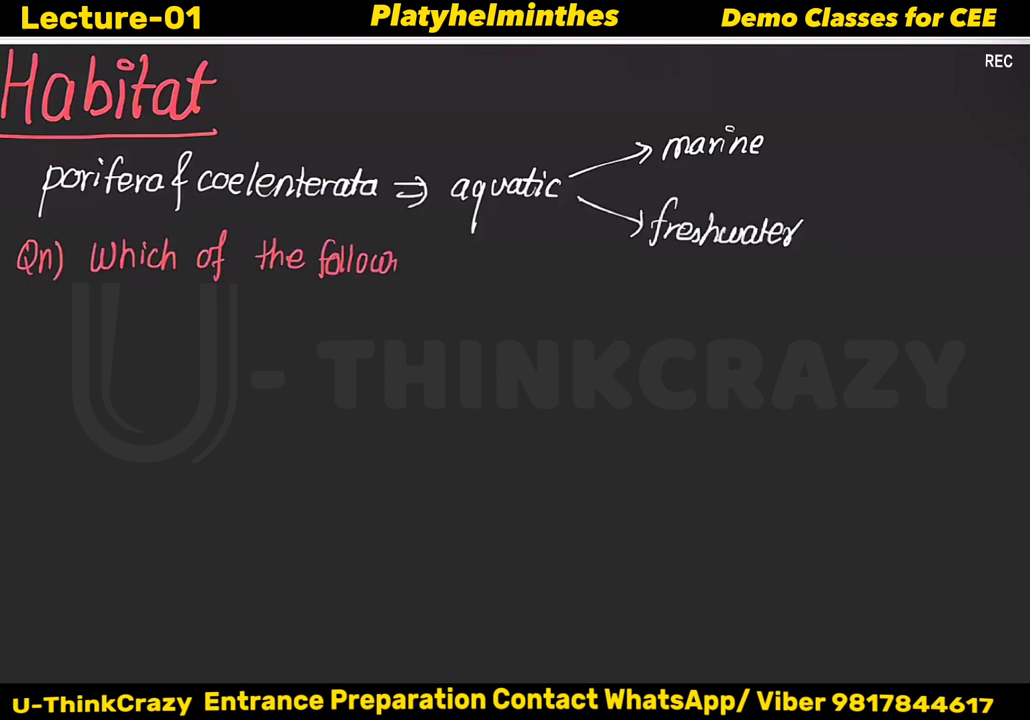 Lecture-01 Platyhelminthes Demo Classes for CEE
REC
Habitat
porifera & coelenterata ⇒ aquatic → marine
→ freshwater
Qn) Which of the follown
U-THINKCRAZY
U-ThinkCrazy Entrance Preparation Contact WhatsApp/ Viber 9817844617